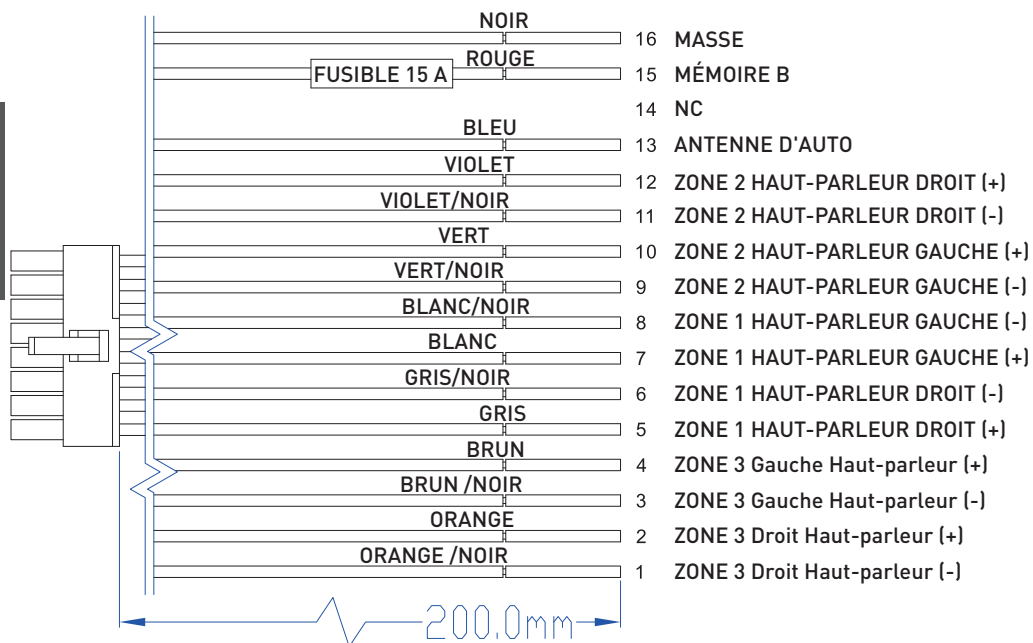 NOIR
16 MASSE
ROUGE
FUSIBLE 15 A
15 MÉMOIRE B
14 NC
BLEU
13 ANTENNE D'AUTO
VIOLET
12 ZONE 2 HAUT-PARLEUR DROIT (+)
VIOLET/NOIR
11 ZONE 2 HAUT-PARLEUR DROIT (-)
VERT
10 ZONE 2 HAUT-PARLEUR GAUCHE (+)
VERT/NOIR
9 ZONE 2 HAUT-PARLEUR GAUCHE (-)
BLANC/NOIR
8 ZONE 1 HAUT-PARLEUR GAUCHE (-)
BLANC
7 ZONE 1 HAUT-PARLEUR GAUCHE (+)
GRIS/NOIR
6 ZONE 1 HAUT-PARLEUR DROIT (-)
GRIS
5 ZONE 1 HAUT-PARLEUR DROIT (+)
BRUN
4 ZONE 3 Gauche Haut-parleur (+)
BRUN /NOIR
3 ZONE 3 Gauche Haut-parleur (-)
ORANGE
2 ZONE 3 Droit Haut-parleur (+)
ORANGE /NOIR
1 ZONE 3 Droit Haut-parleur (-)
200.0mm